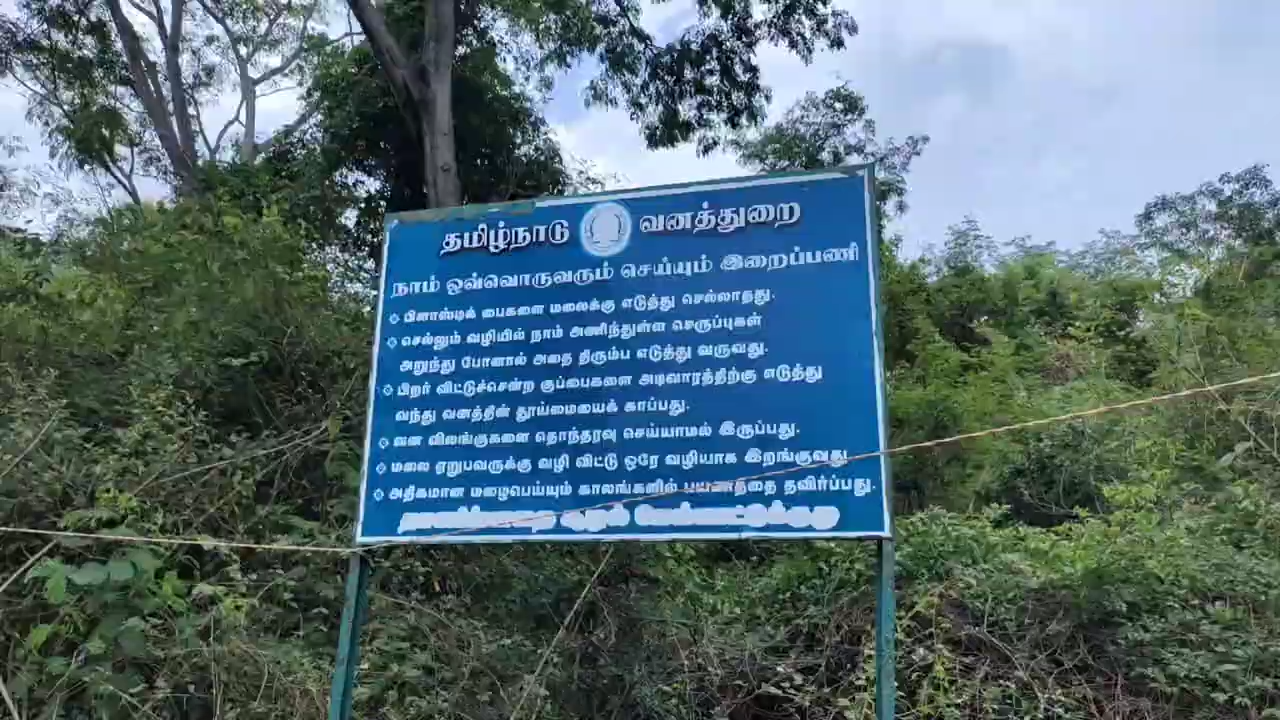 தமிழ்நாடு வனத்துறை
நாம் ஒவ்வொருவரும் செய்யும் இறைப்பணி
பிளாஸ்டிக் பைகளை மலைக்கு எடுத்து செல்லாதது.
செல்லும் வழியில் நாம் அணிந்துள்ள செருப்புகள்
அறுந்து போனால் அதை திரும்ப எடுத்து வருவது.
பிறர் விட்டுச்சென்ற குப்பைகளை அடிவாரத்திற்கு எடுத்து
வந்து வனத்தின் தூய்மையைக் காப்பது.
வன விலங்குகளை தொந்தரவு செய்யாமல் இருப்பது.
மலை ஏறுபவருக்கு வழி விட்டு ஒரே வழியாக இறங்குவது
அதிகமான மழைபெய்யும் காலங்களில் பயணத்தை தவிர்ப்பது.